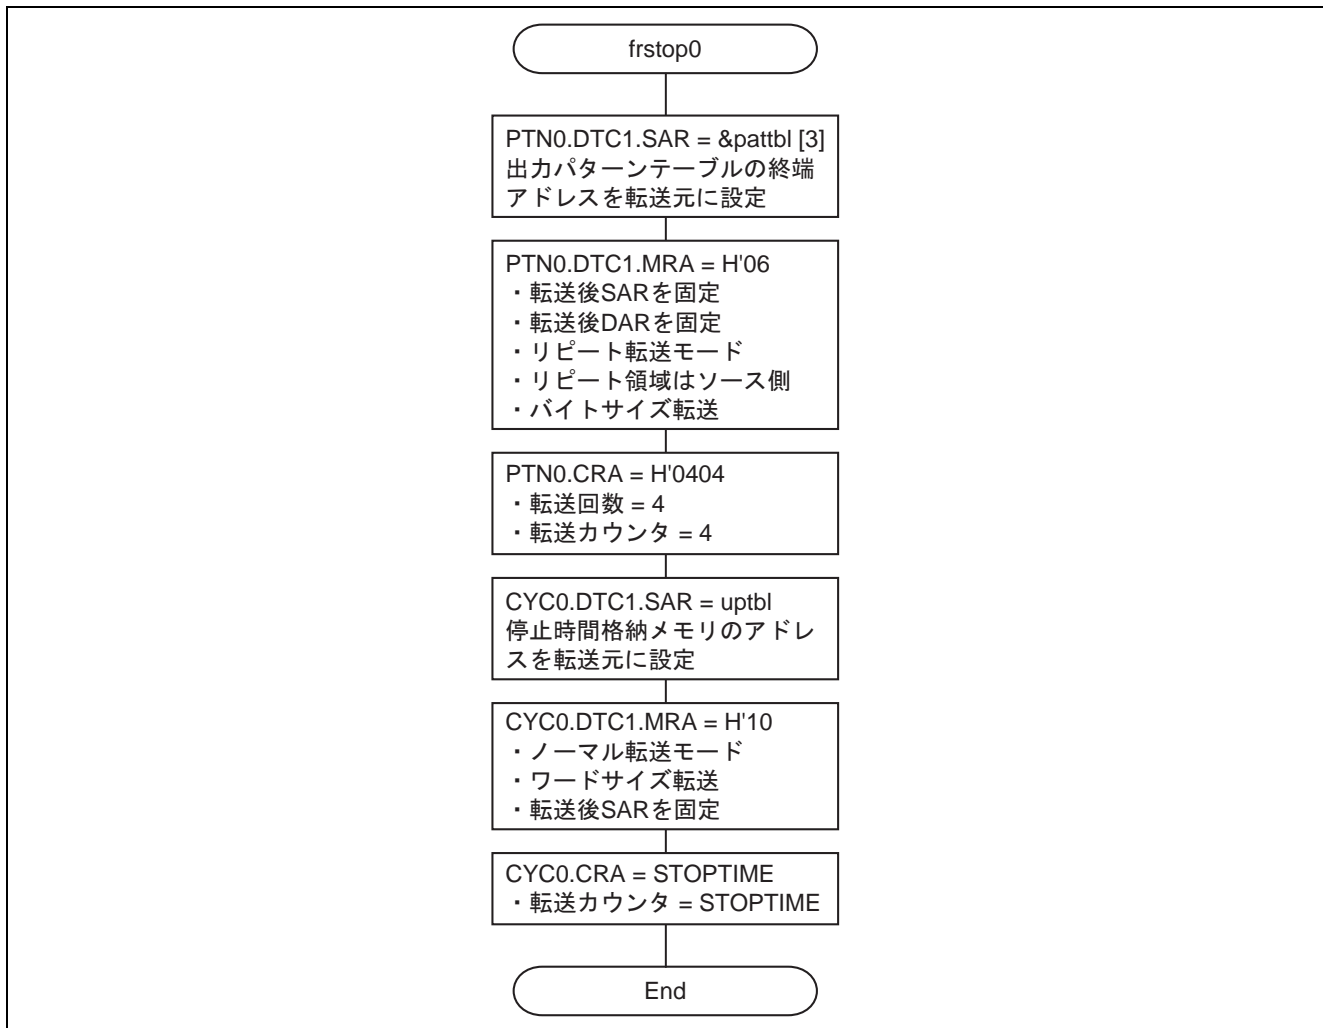 frstop0
PTN0.DTC1.SAR = &pattbl [3]
出力パターンテーブルの終端
アドレスを転送元に設定
PTN0.DTC1.MRA = H'06
・転送後SARを固定
・転送後DARを固定
・リピート転送モード
・リピート領域はソース側
・バイトサイズ転送
PTN0.CRA = H'0404
・転送回数 = 4
・転送カウンタ = 4
CYC0.DTC1.SAR = uptbl
停止時間格納メモリのアドレ
スを転送元に設定
CYC0.DTC1.MRA = H'10
・ノーマル転送モード
・ワードサイズ転送
・転送後SARを固定
CYC0.CRA = STOPTIME
・転送カウンタ = STOPTIME
End